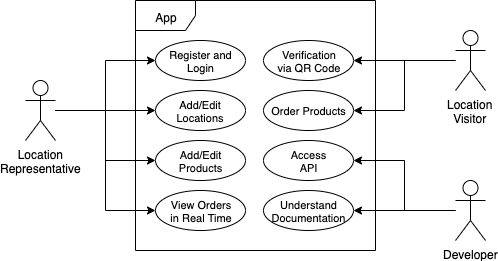 App
Register and
Login
Verification
via QR Code
Add/Edit
Locations
Order Products
Add/Edit
Products
Access
API
View Orders
in Real Time
Understand
Documentation
Location
Representative
Location
Visitor
Developer